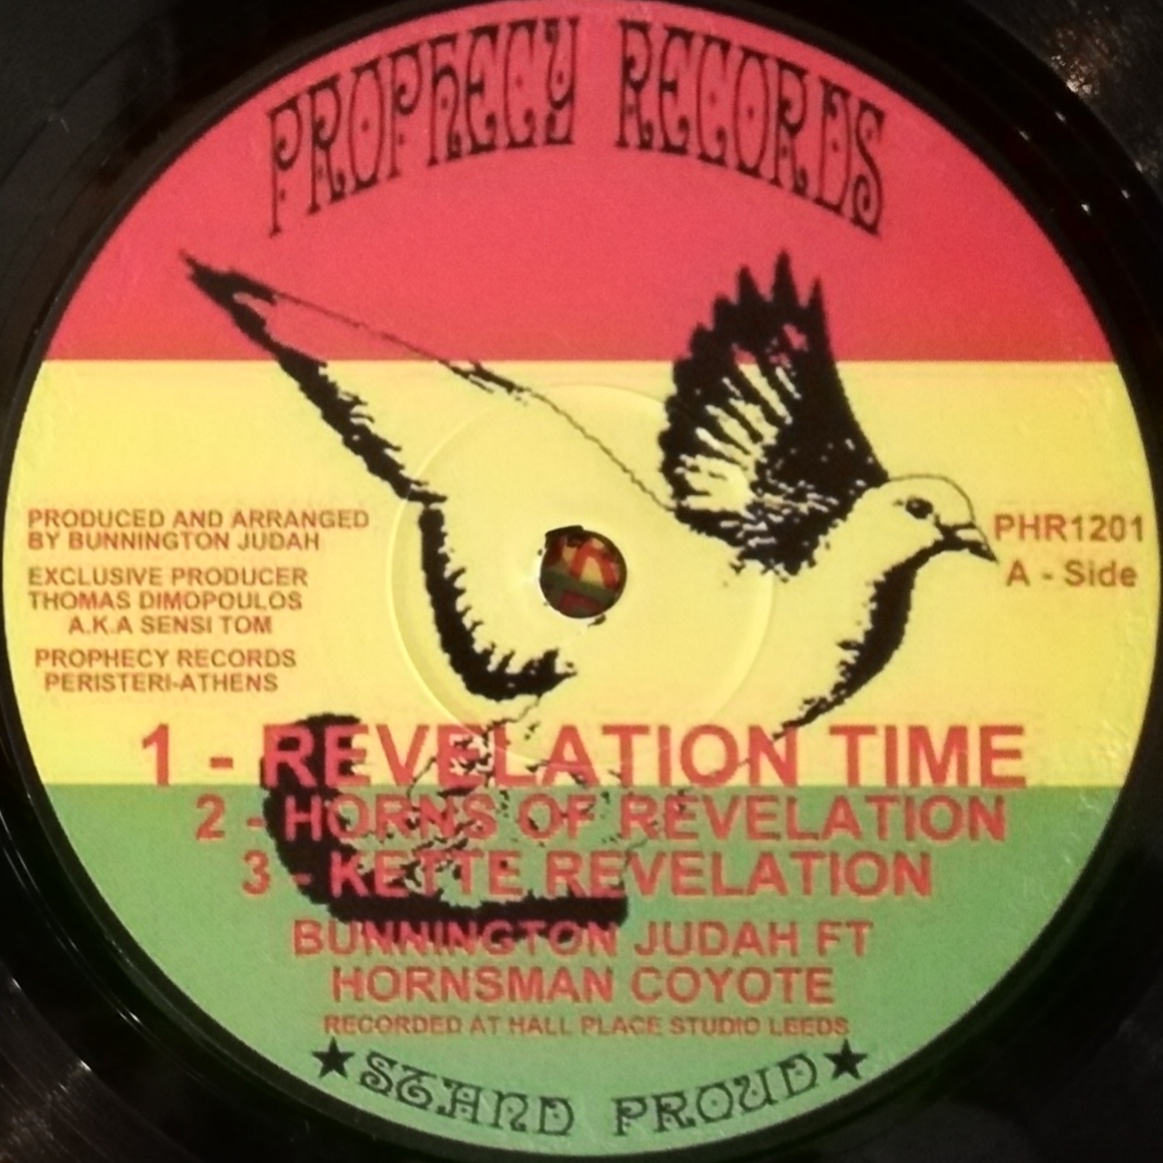 PROPHECY RECORDS
PRODUCED AND ARRANGED
BY BUNNINGTON JUDAH
EXCLUSIVE PRODUCER
THOMAS DIMOPOULOS
A.K.A SENSI TOM
PROPHECY RECORDS
PERISTERI-ATHENS
PHR1201
A - Side
1 - REVELATION TIME
2 - HORNS OF REVELATION
3 - KETTE REVELATION
BUNNINGTON JUDAH FT
HORNSMAN COYOTE
RECORDED AT HALL PLACE STUDIO LEEDS
★STAND PROUD★